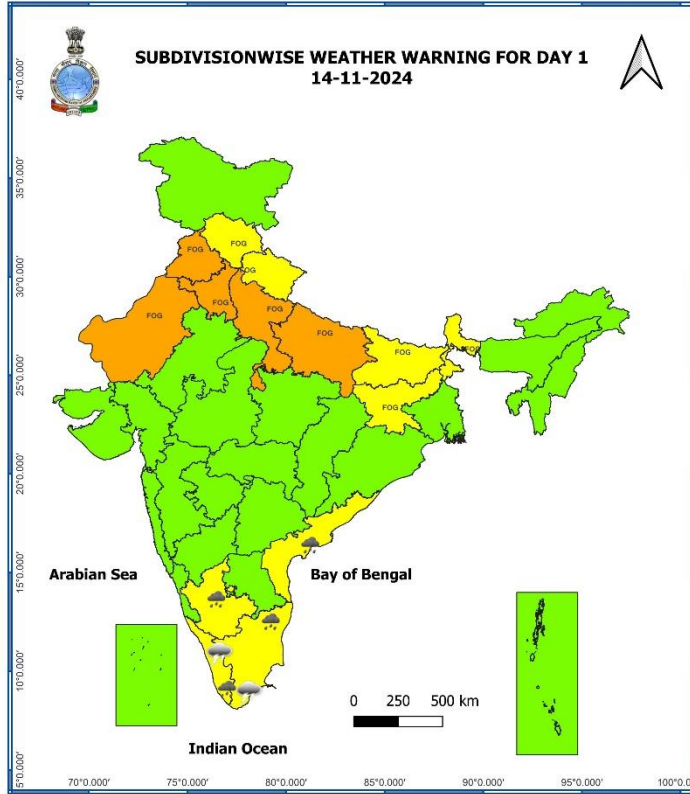 SUBDIVISIONWISE WEATHER WARNING FOR DAY 1
14-11-2024
40°0.000'
35°0.000'
30°0.000'
25°0.000'
20°0.000'
15°0.000'
10°0.000'
5°0.000'
FOG
FOG
FOG
FOG
FOG
FOG
FOG
FOG
FOG
Arabian Sea
Bay of Bengal
0 250 500 km
Indian Ocean
70°0.000' 75°0.000' 80°0.000' 85°0.000' 90°0.000' 95°0.000' 100°0.0